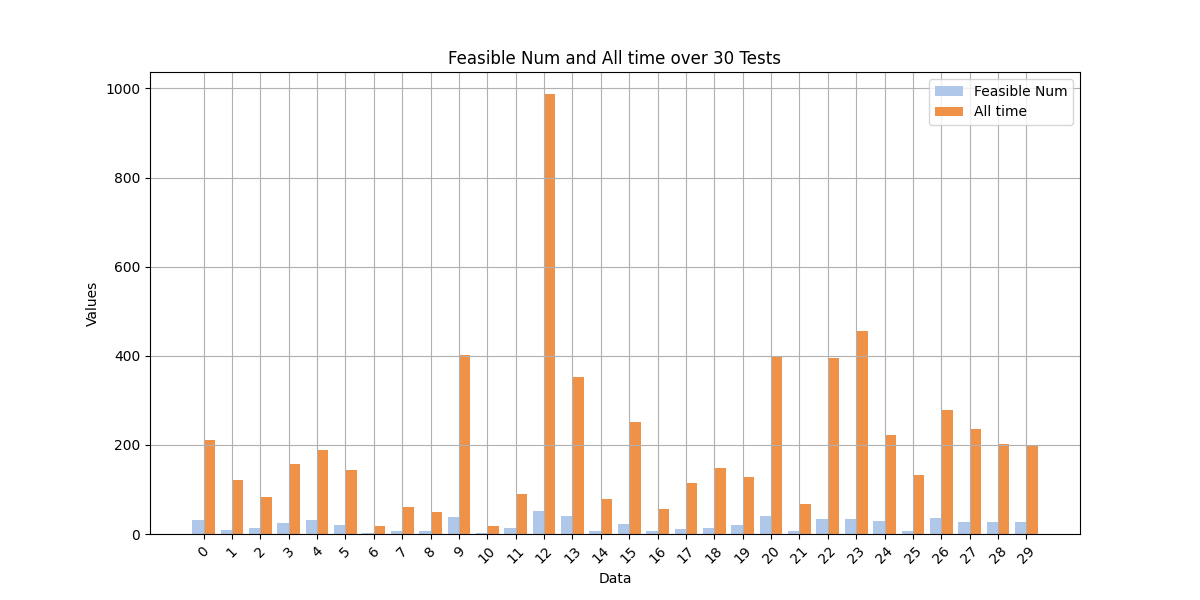 Feasible Num and All time over 30 Tests
Feasible Num
All time
1000
800
600
400
200
0
Values
0 1 2 3 4 5 6 7 8 9 10 11 12 13 14 15 16 17 18 19 20 21 22 23 24 25 26 27 28 29
Data